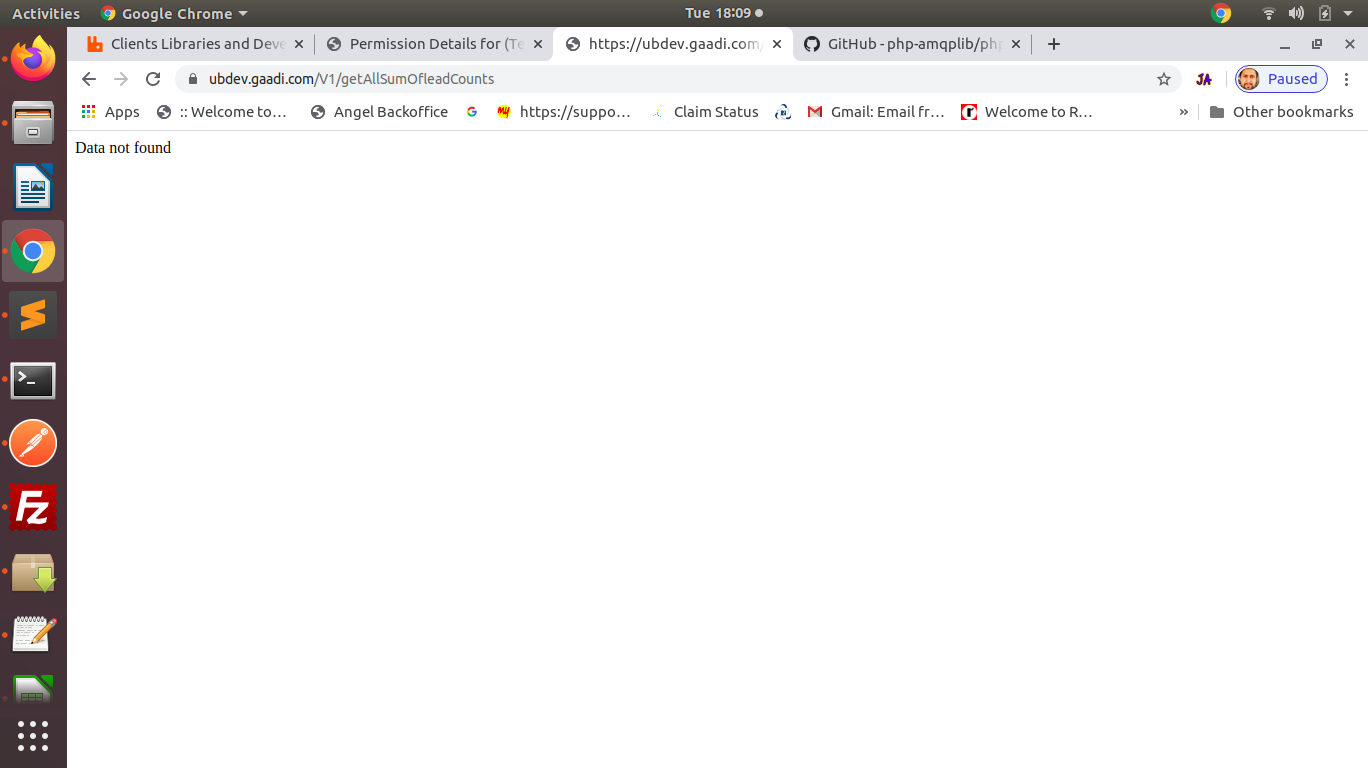 Activities Google Chrome Tue 18:09
Clients Libraries and Deve Permission Details for (Te https://ubdev.gaadi.com/ GitHub - php-amqplib/php
ubdev.gaadi.com/V1/getAllSumOfleadCounts JA Paused
Apps :: Welcome to... Angel Backoffice G my https://suppo... Claim Status Gmail: Email fr... r Welcome to R... » Other bookmarks
Data not found
Fz